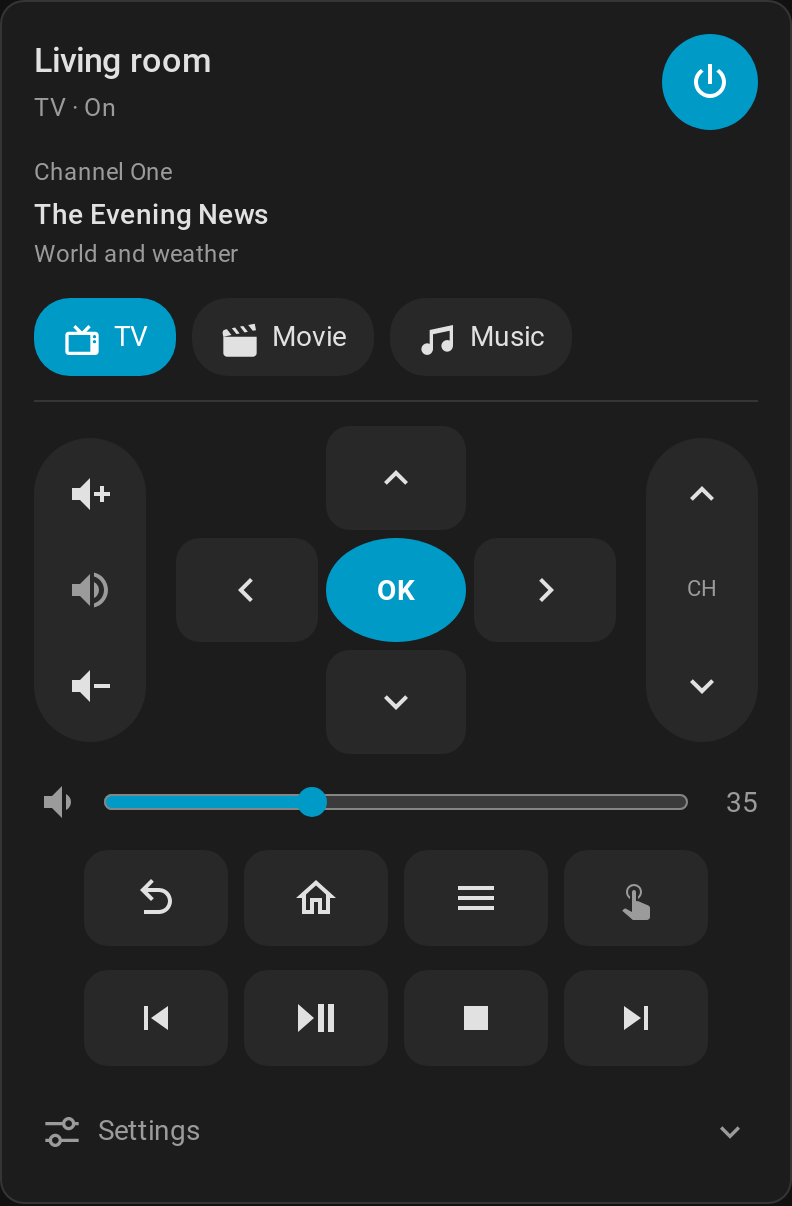 Living room
TV · On
Channel One
The Evening News
World and weather
TV
Movie
Music
OK
CH
35
Settings